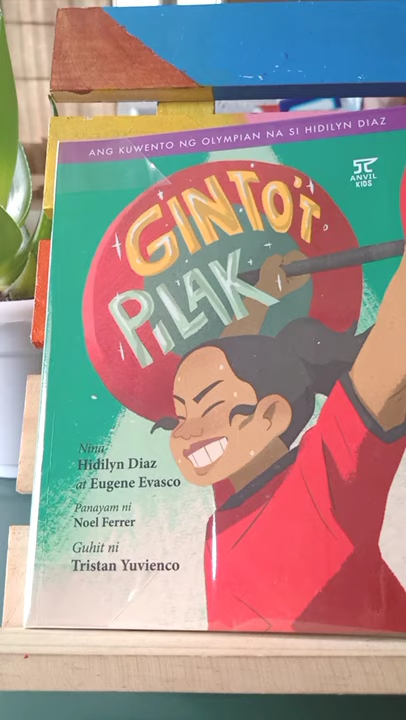 ANG KUWENTO NG OLYMPIAN NA SI HIDILYN DIAZ
ANVIL
KIDS
GINTO'T
PILAK
Nina
Hidilyn Diaz
at Eugene Evasco
Panayam ni
Noel Ferrer
Guhit ni
Tristan Yuvienco